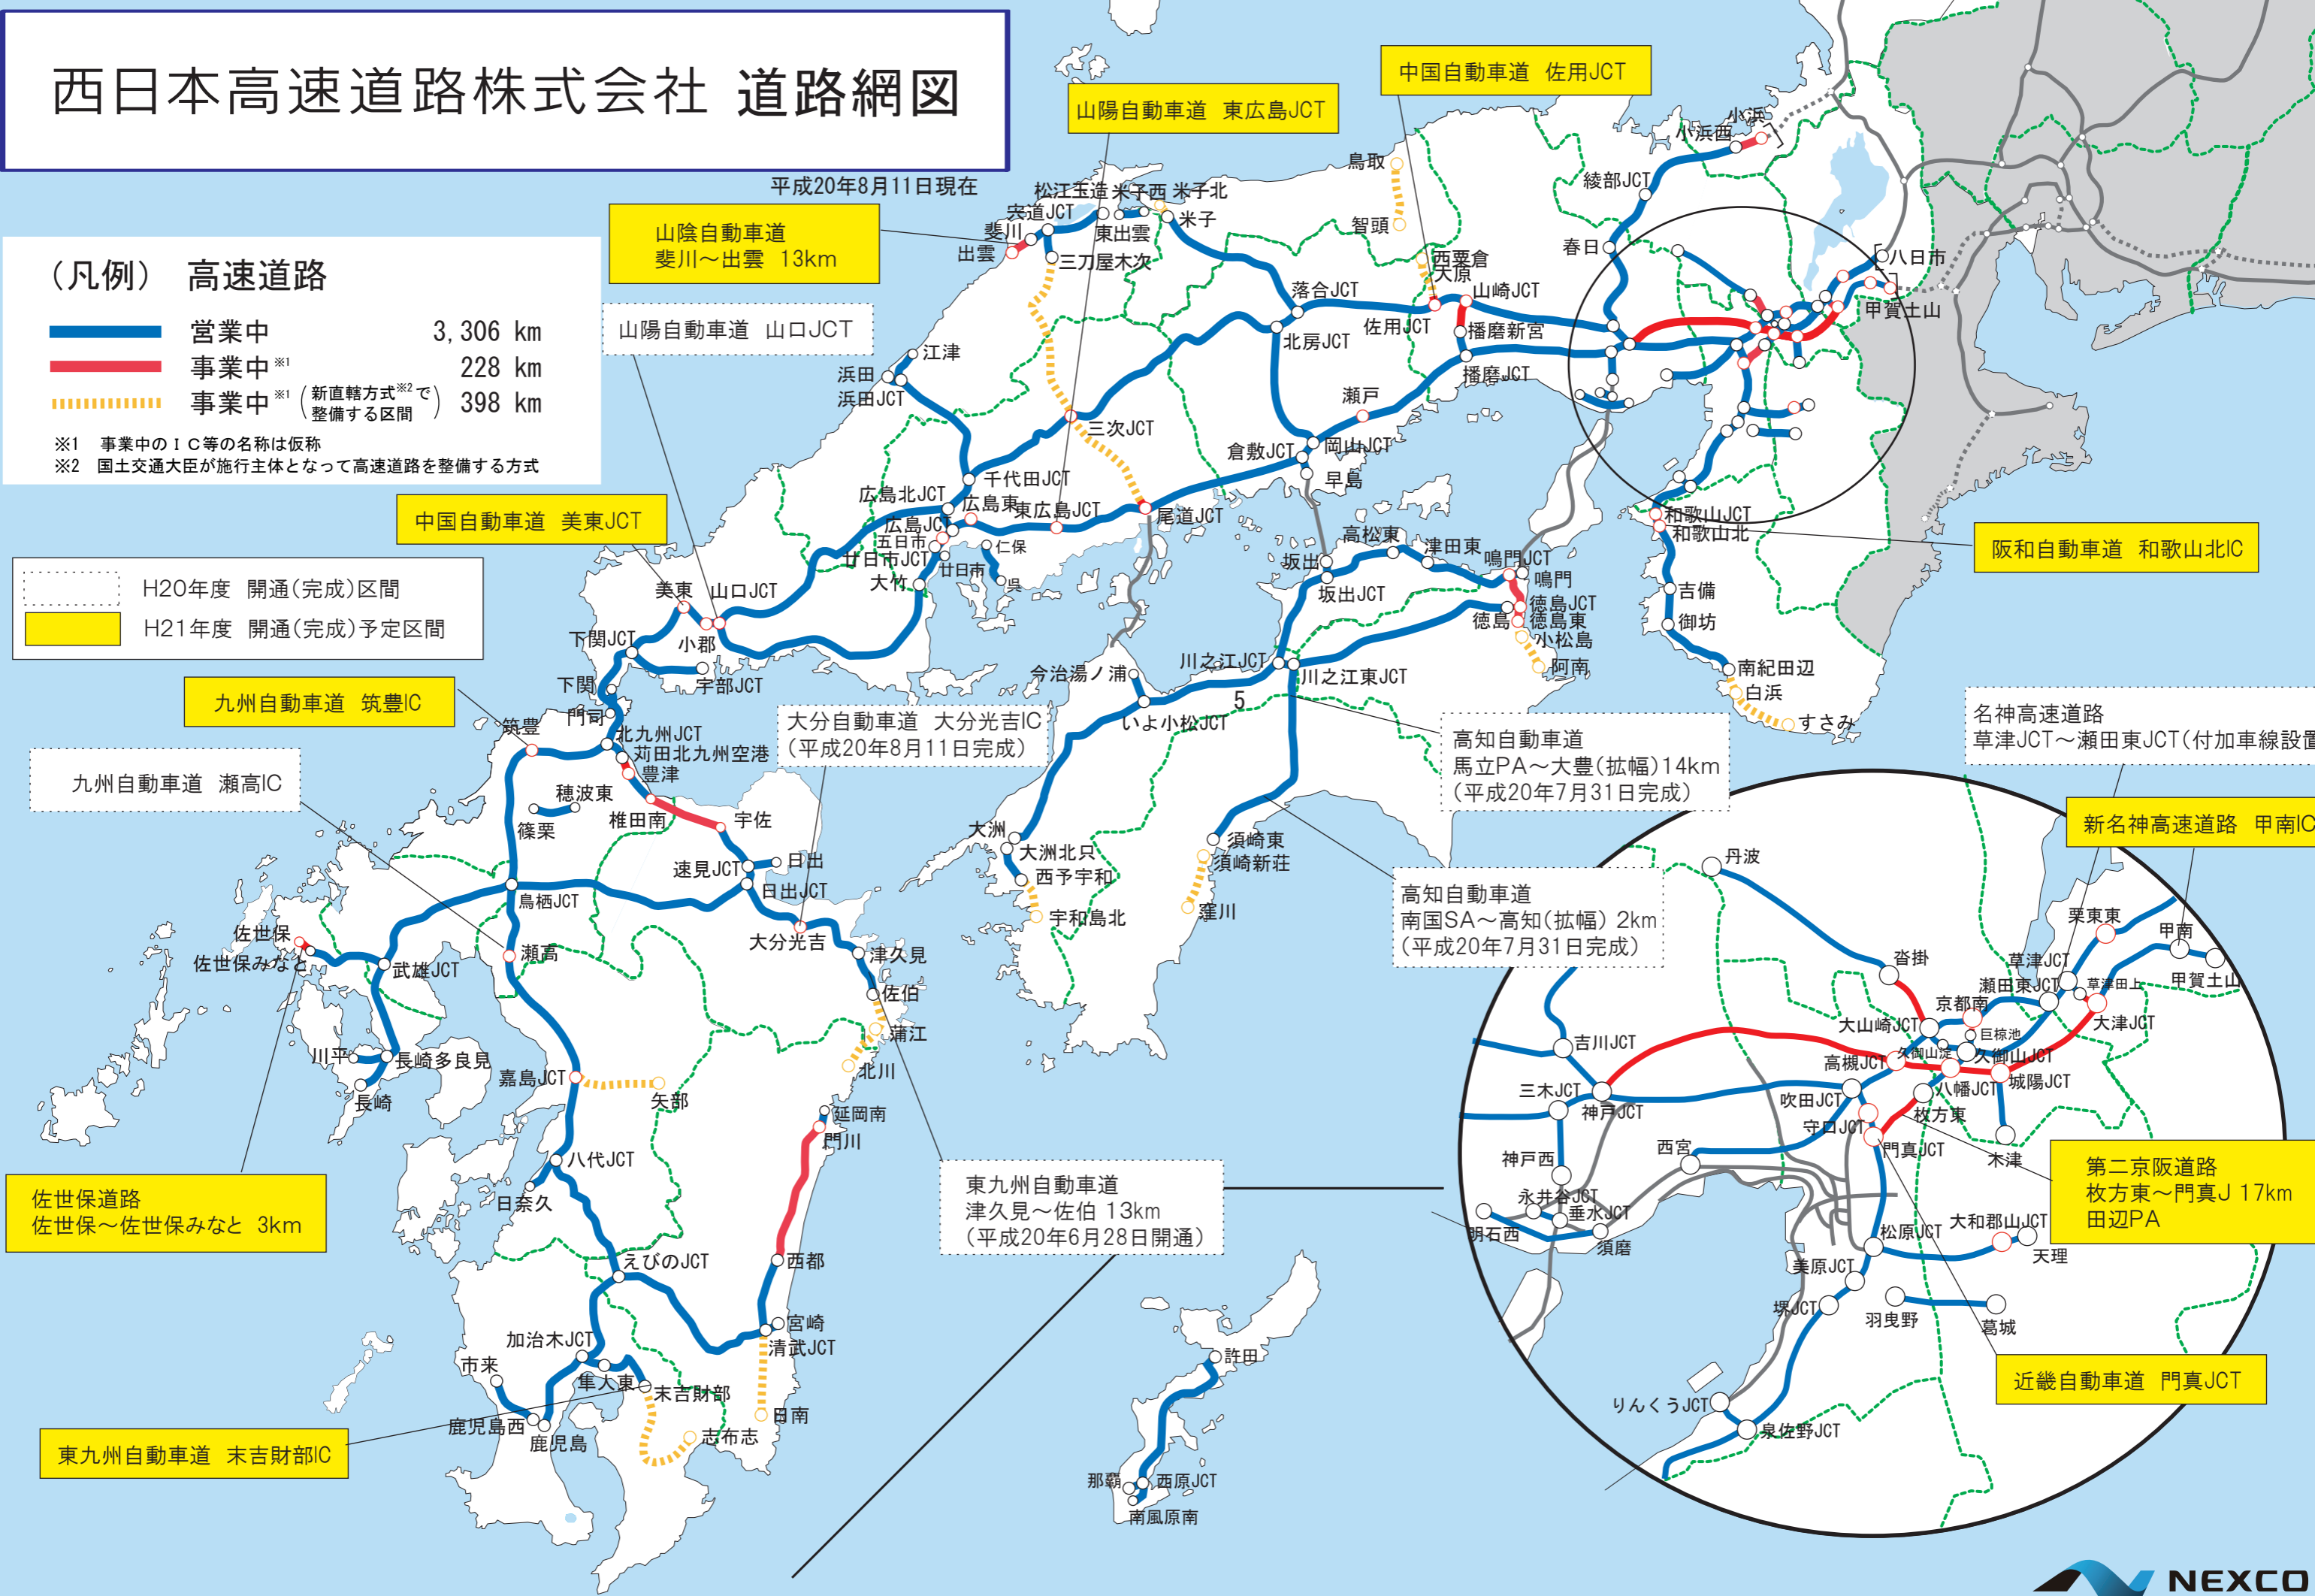 西日本高速道路株式会社 道路網図
平成20年8月11日現在
(凡例) 高速道路
営業中 3,306 km
事業中※1 228 km
事業中※1(新直轄方式※2で整備する区間) 398 km
※1 事業中のIC等の名称は仮称
※2 国土交通大臣が施行主体となって高速道路を整備する方式
H20年度 開通(完成)区間
H21年度 開通(完成)予定区間
中国自動車道 佐用JCT
山陽自動車道 東広島JCT
山陰自動車道
斐川～出雲 13km
山陽自動車道 山口JCT
中国自動車道 美東JCT
九州自動車道 筑豊IC
九州自動車道 瀬高IC
大分自動車道 大分光吉IC
(平成20年8月11日完成)
高知自動車道
馬立PA～大豊(拡幅)14km
(平成20年7月31日完成)
高知自動車道
南国SA～高知(拡幅) 2km
(平成20年7月31日完成)
阪和自動車道 和歌山北IC
名神高速道路
草津JCT～瀬田東JCT(付加車線設置
新名神高速道路 甲南IC
第二京阪道路
枚方東～門真J 17km
田辺PA
近畿自動車道 門真JCT
東九州自動車道
津久見～佐伯 13km
(平成20年6月28日開通)
佐世保道路
佐世保～佐世保みなと 3km
東九州自動車道 末吉財部IC
小浜
小浜西
綾部JCT
春日
八日市
甲賀土山
鳥取
智頭
西粟倉
大原
佐用JCT
山崎JCT
播磨新宮
播磨JCT
松江玉造
米子西
米子北
宍道JCT
斐川
出雲
東出雲
米子
三刀屋木次
落合JCT
北房JCT
江津
浜田
浜田JCT
三次JCT
瀬戸
岡山JCT
倉敷JCT
早島
千代田JCT
広島北JCT
広島東
広島JCT
五日市
廿日市JCT
廿日市
大竹
仁保
呉
東広島JCT
尾道JCT
美東
山口JCT
小郡
下関JCT
宇部JCT
下関
門司
高松東
津田東
鳴門JCT
鳴門
坂出
坂出JCT
徳島JCT
徳島
徳島東
小松島
阿南
川之江JCT
川之江東JCT
今治湯ノ浦
いよ小松JCT
5
大洲
大洲北只
西予宇和
宇和島北
須崎東
須崎新荘
窪川
和歌山JCT
和歌山北
吉備
御坊
南紀田辺
白浜
すさみ
筑豊
北九州JCT
苅田北九州空港
豊津
穂波東
篠栗
椎田南
宇佐
速見JCT
日出
日出JCT
鳥栖JCT
大分光吉
津久見
佐伯
蒲江
北川
佐世保
佐世保みなと
武雄JCT
瀬高
川平
長崎多良見
長崎
嘉島JCT
矢部
延岡南
門川
八代JCT
日奈久
えびのJCT
西都
宮崎
清武JCT
加治木JCT
市来
隼人東
末吉財部
日南
鹿児島西
鹿児島
志布志
許田
那覇
西原JCT
南風原南
丹波
栗東東
甲南
沓掛
草津JCT
瀬田東JCT
草津田上
甲賀土山
京都南
大山崎JCT
巨椋池
大津JCT
吉川JCT
高槻JCT
久御山淀
久御山JCT
城陽JCT
三木JCT
神戸JCT
吹田JCT
八幡JCT
枚方東
守口JCT
門真JCT
木津
西宮
神戸西
永井谷JCT
垂水JCT
明石西
須磨
松原JCT
大和郡山JCT
天理
美原JCT
堺JCT
羽曳野
葛城
りんくうJCT
泉佐野JCT
NEXCO